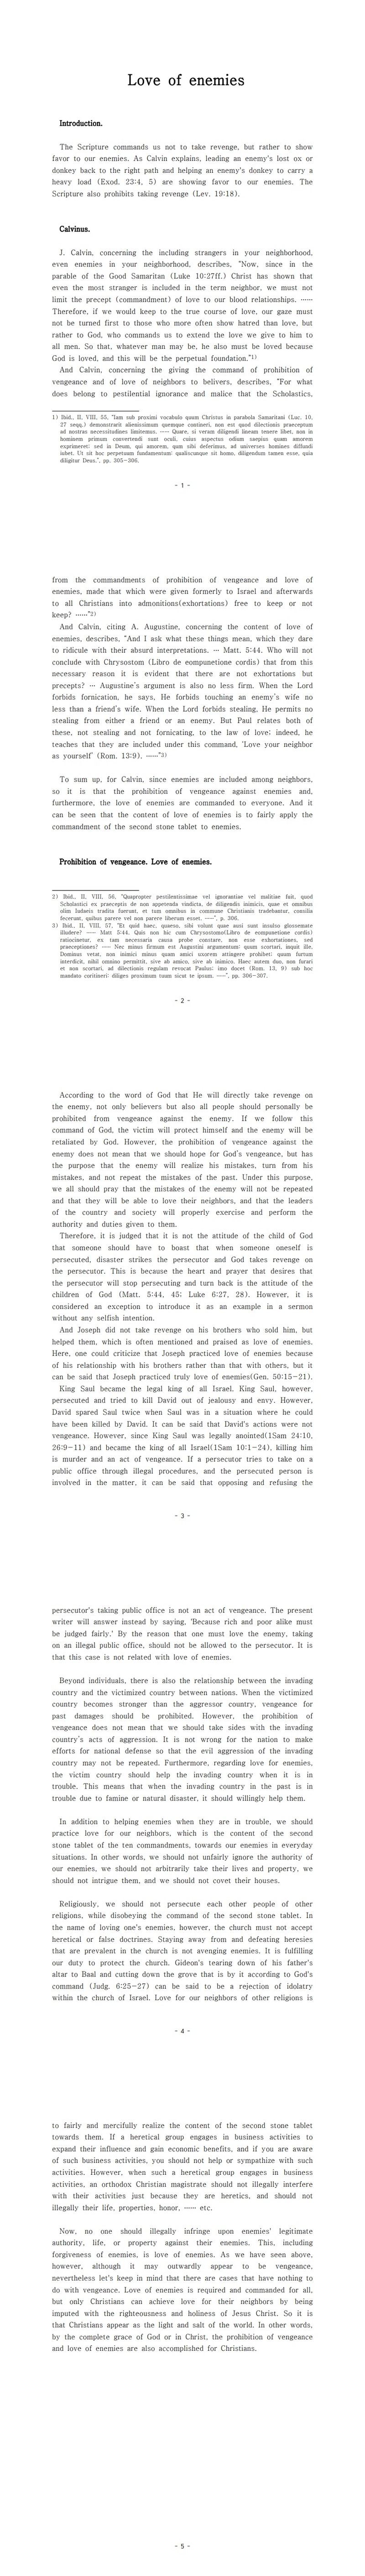 Love of enemies
Introduction.
The Scripture commands us not to take revenge, but rather to show
favor to our enemies. As Calvin explains, leading an enemy's lost ox or
donkey back to the right path and helping an enemy's donkey to carry a
heavy load (Exod. 23:4, 5) are showing favor to our enemies. The
Scripture also prohibits taking revenge (Lev. 19:18).
Calvinus.
J. Calvin, concerning the including strangers in your neighborhood,
even enemies in your neighborhood, describes, "Now, since in the
parable of the Good Samaritan (Luke 10:27ff.) Christ has shown that
even the most stranger is included in the term neighbor, we must not
limit the precept (commandment) of love to our blood relationships. ……
Therefore, if we would keep to the true course of love, our gaze must
not be turned first to those who more often show hatred than love, but
rather to God, who commands us to extend the love we give to him to
all men. So that, whatever man may be, he also must be loved because
God is loved, and this will be the perpetual foundation."1)
And Calvin, concerning the giving the command of prohibition of
vengeance and of love of neighbors to belivers, describes, "For what
does belong to pestilential ignorance and malice that the Scholastics,
1) Ibid., II, VIII, 55, "Iam sub proximi vocabulo quum Christus in parabola Samaritani (Luc. 10,
27 seqq.) demonstrarit alienissimum quemque contineri, non est quod dilectionis praeceptum
ad nostras necessitudines limitemus. …… Quare, si veram diligendi lineam tenere libet, non in
hominem primum convertendi sunt oculi, cuius aspectus odium saepius quam amorem
exprimeret: sed in Deum, qui amorem, quem sibi deferimus, ad universos homines diffundi
iubet. Ut sit hoc perpetuum fundamentum: qualiscunque sit homo, diligendum tamen esse, quia
diligitur Deus.", pp. 305-306.
- 1 -
from the commandments of prohibition of vengeance and love of
enemies, made that which were given formerly to Israel and afterwards
to all Christians into admonitions(exhortations) free to keep or not
keep? ……"2)
And Calvin, citing A. Augustine, concerning the content of love of
enemies, describes, "And I ask what these things mean, which they dare
to ridicule with their absurd interpretations. … Matt. 5:44. Who will not
conclude with Chrysostom (Libro de eompunetione cordis) that from this
necessary reason it is evident that there are not exhortations but
precepts? … Augustine's argument is also no less firm. When the Lord
forbids fornication, he says, He forbids touching an enemy's wife no
less than a friend's wife. When the Lord forbids stealing, He permits no
stealing from either a friend or an enemy. But Paul relates both of
these, not stealing and not fornicating, to the law of love; indeed, he
teaches that they are included under this command, 'Love your neighbor
as yourself' (Rom. 13:9). ……"3)
To sum up, for Calvin, since enemies are included among neighbors,
so it is that the prohibition of vengeance against enemies and,
furthermore, the love of enemies are commanded to everyone. And it
can be seen that the content of love of enemies is to fairly apply the
commandment of the second stone tablet to enemies.
Prohibition of vengeance. Love of enemies.
2) Ibid., II, VIII, 56, "Quapropter pestilentissimae vel ignorantiae vel malitiae fuit, quod
Scholastici ex praeceptis de non appetenda vindicta, de diligendis inimicis, quae et omnibus
olim Iudaeis tradita fuerunt, et tum omnibus in commune Christianis tradebantur, consilia
fecerunt, quibus parere vel non parere liberum esset. ……", p. 306.
3) Ibid., II, VIII, 57, "Et quid haec, quaeso, sibi volunt quae ausi sunt insulso glossemate
illudere? …… Matt 5:44. Quis non hic cum Chrysostomo(Libro de eompunetione cordis)
ratiocinetur, ex tam necessaria causa probe constare, non esse exhortationes, sed
praeceptiones? …… Nec minus firmum est Augustini argumentum: quum scortari, inquit ille,
Dominus vetat, non inimici minus quam amici uxorem attingere prohibet: quum furtum
interdicit, nihil omnino permittit, sive ab amico, sive ab inimico. Haec autem duo, non furari
et non scortari, ad dilectionis regulam revocat Paulus: imo docet (Rom. 13, 9) sub hoc
mandato contineri: diliges proximum tuum sicut te ipsum. ……", pp. 306-307.
- 2 -
According to the word of God that He will directly take revenge on
the enemy, not only believers but also all people should personally be
prohibited from vengeance against the enemy. If we follow this
command of God, the victim will protect himself and the enemy will be
retaliated by God. However, the prohibition of vengeance against the
enemy does not mean that we should hope for God's vengeance, but has
the purpose that the enemy will realize his mistakes, turn from his
mistakes, and not repeat the mistakes of the past. Under this purpose,
we all should pray that the mistakes of the enemy will not be repeated
and that they will be able to love their neighbors, and that the leaders
of the country and society will properly exercise and perform the
authority and duties given to them.
Therefore, it is judged that it is not the attitude of the child of God
that someone should have to boast that when someone oneself is
persecuted, disaster strikes the persecutor and God takes revenge on
the persecutor. This is because the heart and prayer that desires that
the persecutor will stop persecuting and turn back is the attitude of the
children of God (Matt. 5:44, 45; Luke 6:27, 28). However, it is
considered an exception to introduce it as an example in a sermon
without any selfish intention.
And Joseph did not take revenge on his brothers who sold him, but
helped them, which is often mentioned and praised as love of enemies.
Here, one could criticize that Joseph practiced love of enemies because
of his relationship with his brothers rather than that with others, but it
can be said that Joseph practiced truly love of enemies(Gen. 50:15-21).
King Saul became the legal king of all Israel. King Saul, however,
persecuted and tried to kill David out of jealousy and envy. However,
David spared Saul twice when Saul was in a situation where he could
have been killed by David. It can be said that David's actions were not
vengeance. However, since King Saul was legally anointed(1Sam 24:10,
26:9-11) and became the king of all Israel(1Sam 10:1-24), killing him
is murder and an act of vengeance. If a persecutor tries to take on a
public office through illegal procedures, and the persecuted person is
involved in the matter, it can be said that opposing and refusing the
- 3 -
persecutor's taking public office is not an act of vengeance. The present
writer will answer instead by saying, 'Because rich and poor alike must
be judged fairly.' By the reason that one must love the enemy, taking
on an illegal public office, should not be allowed to the persecutor. It is
that this case is not related with love of enemies.
Beyond individuals, there is also the relationship between the invading
country and the victimized country between nations. When the victimized
country becomes stronger than the aggressor country, vengeance for
past damages should be prohibited. However, the prohibition of
vengeance does not mean that we should take sides with the invading
country's acts of aggression. It is not wrong for the nation to make
efforts for national defense so that the evil aggression of the invading
country may not be repeated. Furthermore, regarding love for enemies,
the victim country should help the invading country when it is in
trouble. This means that when the invading country in the past is in
trouble due to famine or natural disaster, it should willingly help them.
In addition to helping enemies when they are in trouble, we should
practice love for our neighbors, which is the content of the second
stone tablet of the ten commandments, towards our enemies in everyday
situations. In other words, we should not unfairly ignore the authority of
our enemies, we should not arbitrarily take their lives and property, we
should not intrigue them, and we should not covet their houses.
Religiously, we should not persecute each other people of other
religions, while disobeying the command of the second stone tablet. In
the name of loving one's enemies, however, the church must not accept
heretical or false doctrines. Staying away from and defeating heresies
that are prevalent in the church is not avenging enemies. It is fulfilling
our duty to protect the church. Gideon's tearing down of his father's
altar to Baal and cutting down the grove that is by it according to God's
command (Judg. 6:25-27) can be said to be a rejection of idolatry
within the church of Israel. Love for our neighbors of other religions is
- 4 -
to fairly and mercifully realize the content of the second stone tablet
towards them. If a heretical group engages in business activities to
expand their influence and gain economic benefits, and if you are aware
of such business activities, you should not help or sympathize with such
activities. However, when such a heretical group engages in business
activities, an orthodox Christian magistrate should not illegally interfere
with their activities just because they are heretics, and should not
illegally their life, properties, honor, …… etc.
Now, no one should illegally infringe upon enemies' legitimate
authority, life, or property against their enemies. This, including
forgiveness of enemies, is love of enemies. As we have seen above,
however, although it may outwardly appear to be vengeance,
nevertheless let's keep in mind that there are cases that have nothing to
do with vengeance. Love of enemies is required and commanded for all,
but only Christians can achieve love for their neighbors by being
imputed with the righteousness and holiness of Jesus Christ. So it is
that Christians appear as the light and salt of the world. In other words,
by the complete grace of God or in Christ, the prohibition of vengeance
and love of enemies are also accomplished for Christians.
- 5 -